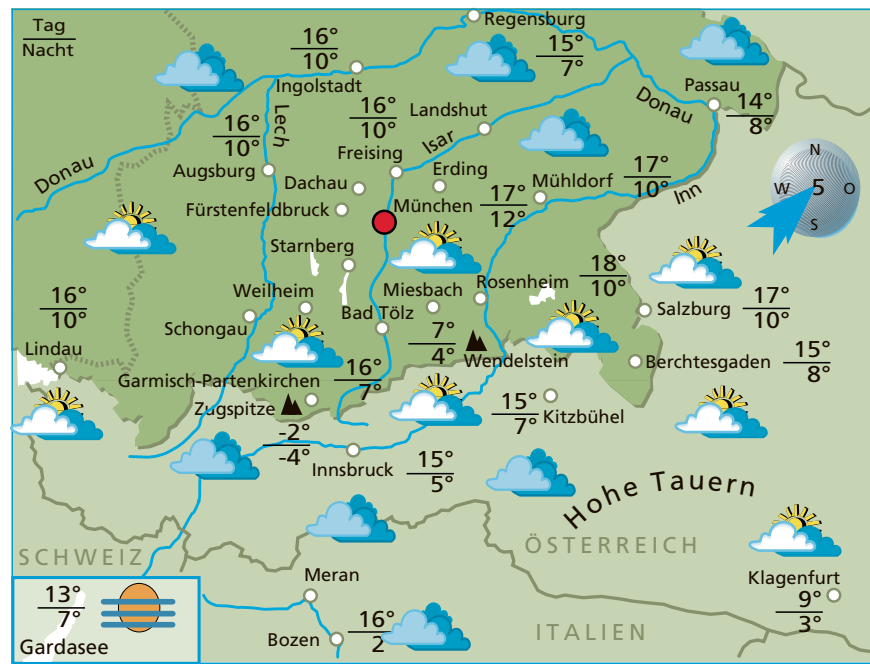 Tag
Nacht
Regensburg
16°
10°
15°
7°
Ingolstadt
Passau
14°
8°
Lech
16°
10°
Landshut
Donau
16°
10°
Isar
Freising
Donau
Augsburg
Dachau
Erding
17°
10°
Mühldorf
Inn
N
W
5
O
S
Fürstenfeldbruck
München
17°
12°
Starnberg
18°
10°
16°
10°
Weilheim
Miesbach
Rosenheim
Salzburg
17°
10°
Schongau
Bad Tölz
7°
4°
Wendelstein
Lindau
Berchtesgaden
15°
8°
Garmisch-Partenkirchen
16°
7°
Zugspitze
-2°
-4°
15°
7°
Kitzbühel
Innsbruck
15°
5°
Hohe Tauern
SCHWEIZ
ÖSTERREICH
Klagenfurt
9°
3°
13°
7°
Gardasee
Meran
Bozen
16°
2
ITALIEN